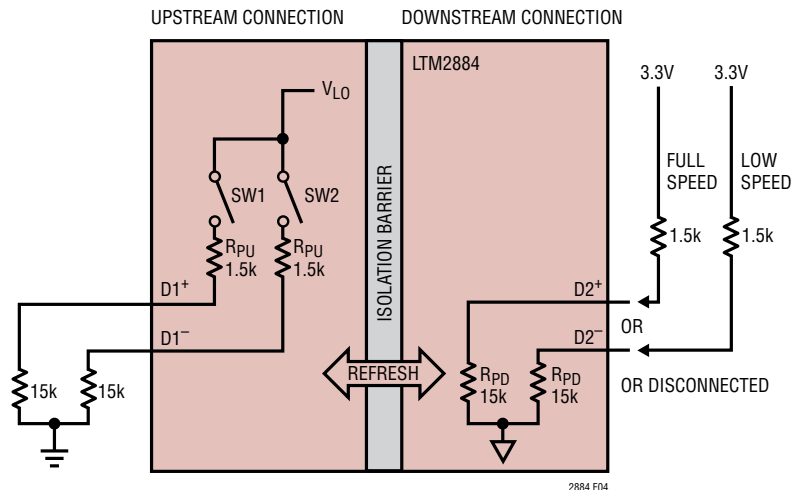 UPSTREAM CONNECTION
DOWNSTREAM CONNECTION
LTM2884
VLO
SW1
SW2
RPU
1.5k
RPU
1.5k
D1+
D1−
15k
15k
ISOLATION BARRIER
REFRESH
3.3V
3.3V
FULL
SPEED
LOW
SPEED
1.5k
1.5k
D2+
OR
D2−
RPD
15k
RPD
15k
OR DISCONNECTED
2884 F04